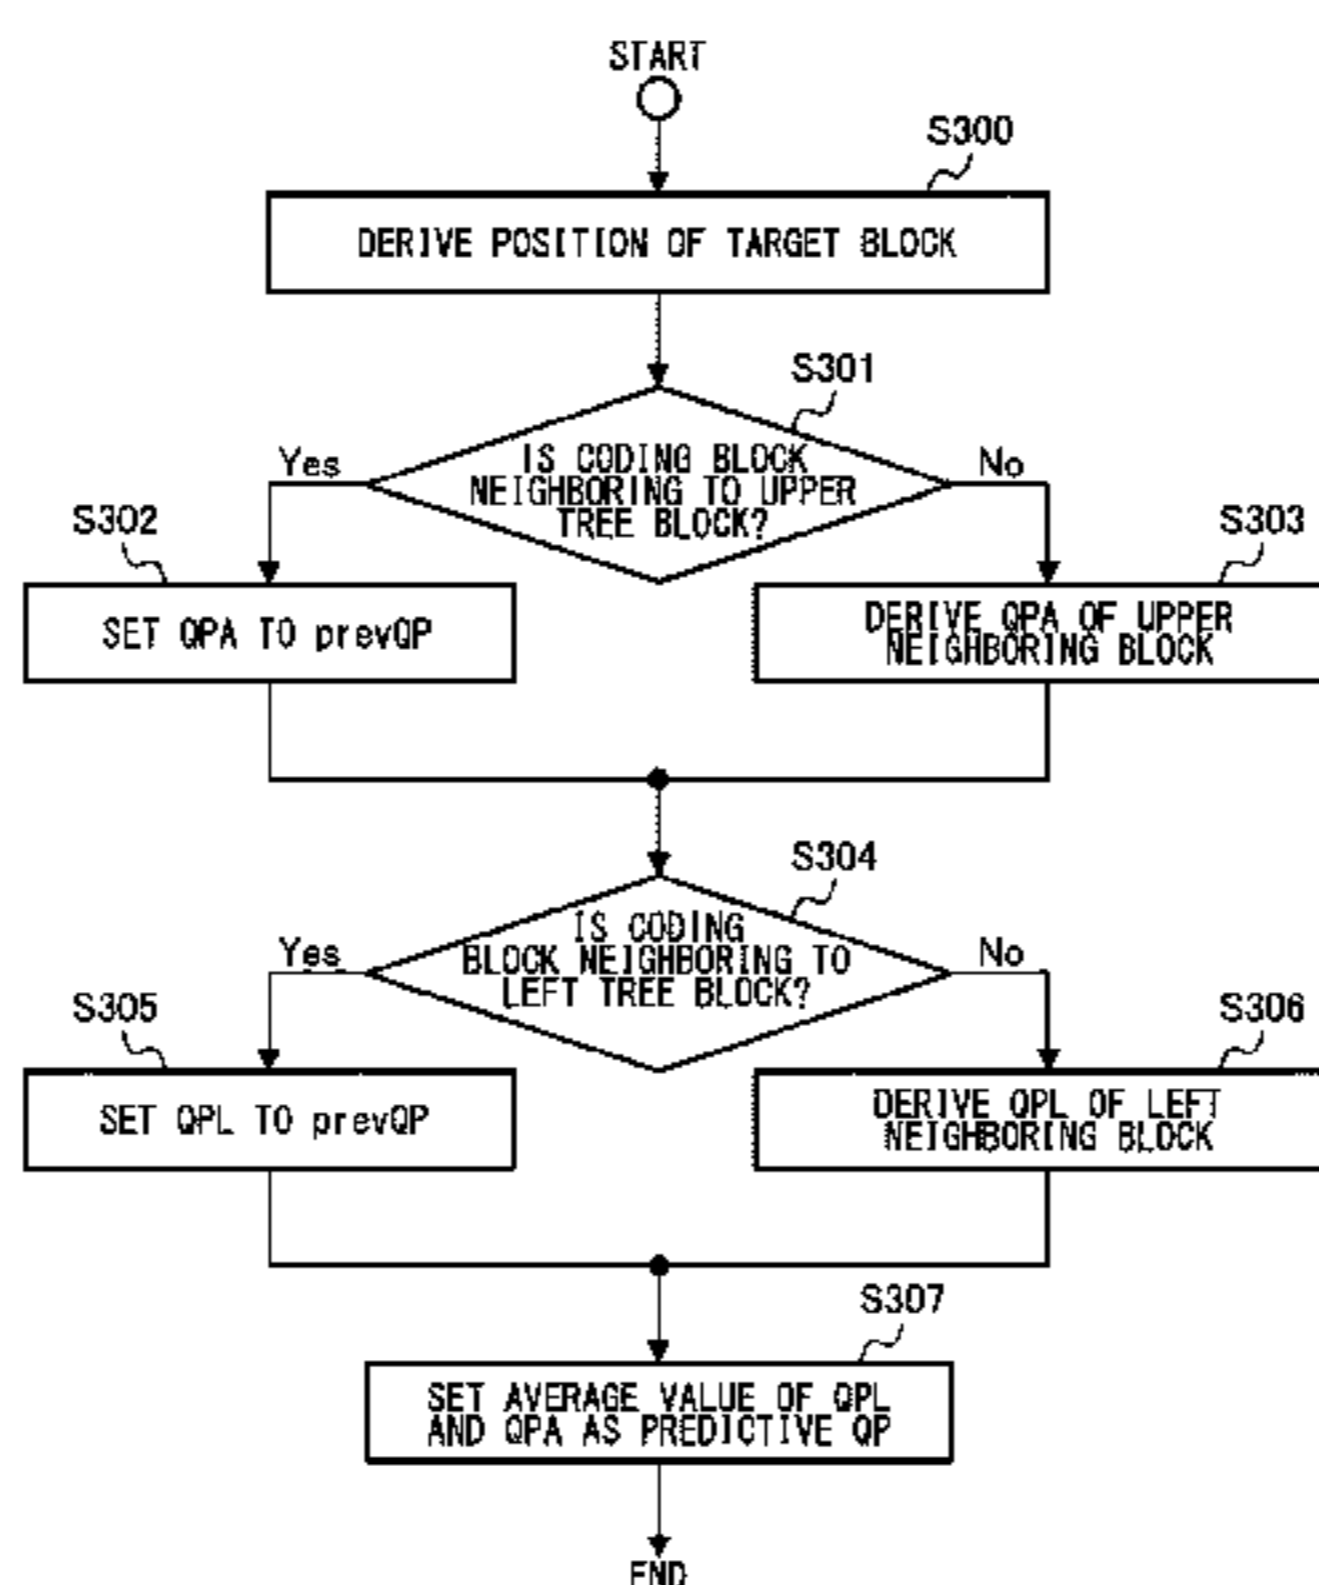 START
S300
DERIVE POSITION OF TARGET BLOCK
S301
Yes
IS CODING BLOCK
NEIGHBORING TO UPPER
TREE BLOCK?
No
S302
S303
SET QPA TO prevQP
DERIVE QPA OF UPPER
NEIGHBORING BLOCK
S304
Yes
IS CODING
BLOCK NEIGHBORING TO
LEFT TREE BLOCK?
No
S305
S306
SET QPL TO prevQP
DERIVE QPL OF LEFT
NEIGHBORING BLOCK
S307
SET AVERAGE VALUE OF QPL
AND QPA AS PREDICTIVE QP
END